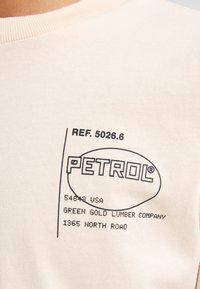 REF. 5026.6
PETROL®
54843 USA
GREEN GOLD LUMBER COMPANY
1365 NORTH ROAD